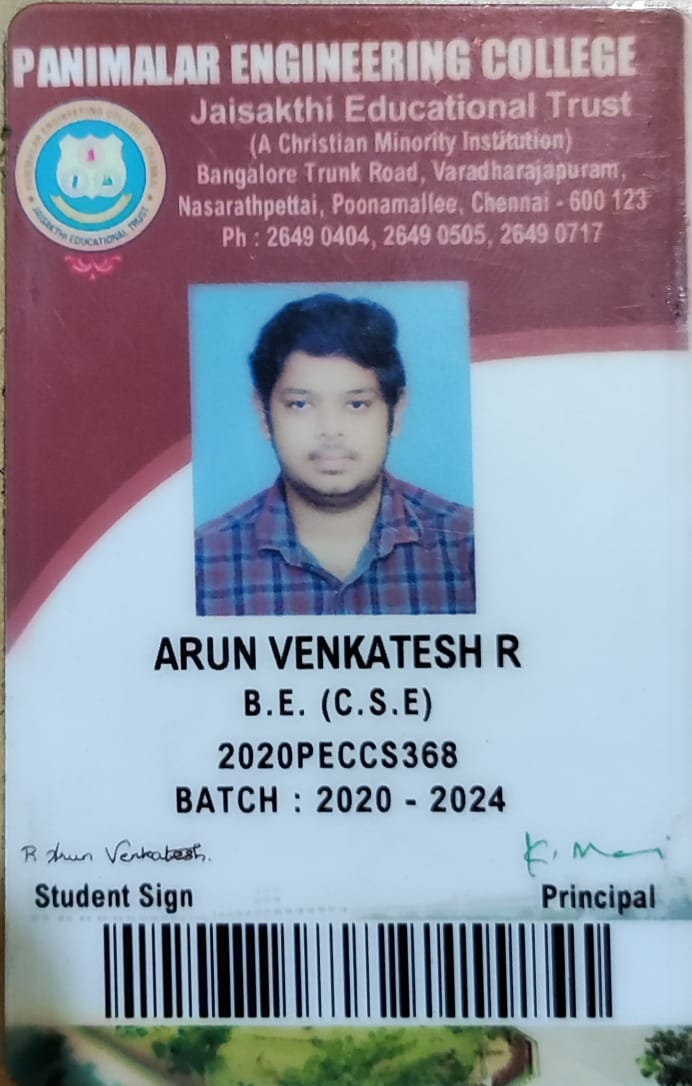 PANIMALAR ENGINEERING COLLEGE
Jaisakthi Educational Trust
(A Christian Minority Institution)
Bangalore Trunk Road, Varadharajapuram,
Nasarathpettai, Poonamallee, Chennai - 600 123
Ph : 2649 0404, 2649 0505, 2649 0717
PANIMALAR ENGINEERING COLLEGE
JAISAKTHI EDUCATIONAL TRUST
ARUN VENKATESH R
B.E. (C.S.E)
2020PECCS368
BATCH : 2020 - 2024
R Arun Venkatesh.
Student Sign
Principal